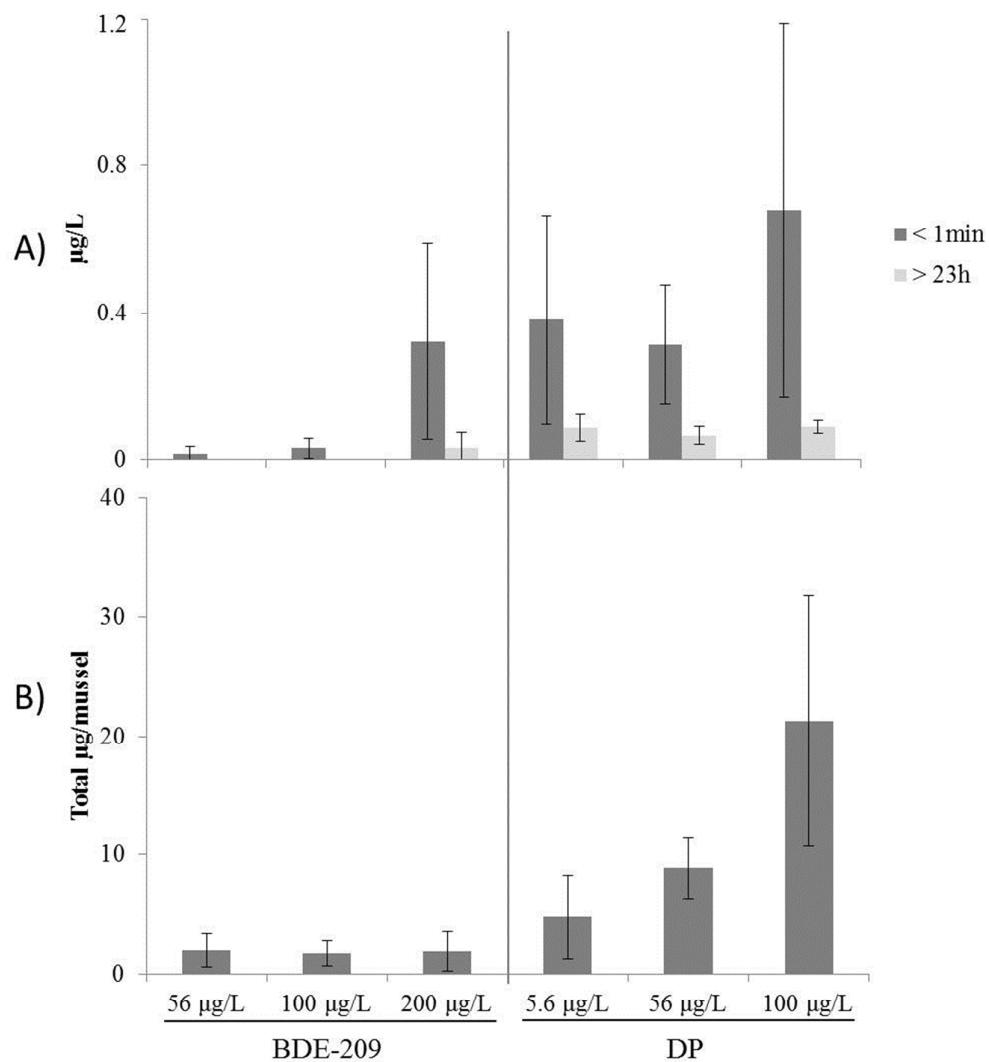 1.2
0.8
0.4
0
A)
µg/L
< 1min
> 23h
40
30
20
10
0
B)
Total µg/mussel
56 µg/L 100 µg/L 200 µg/L 5.6 µg/L 56 µg/L 100 µg/L
BDE-209 DP